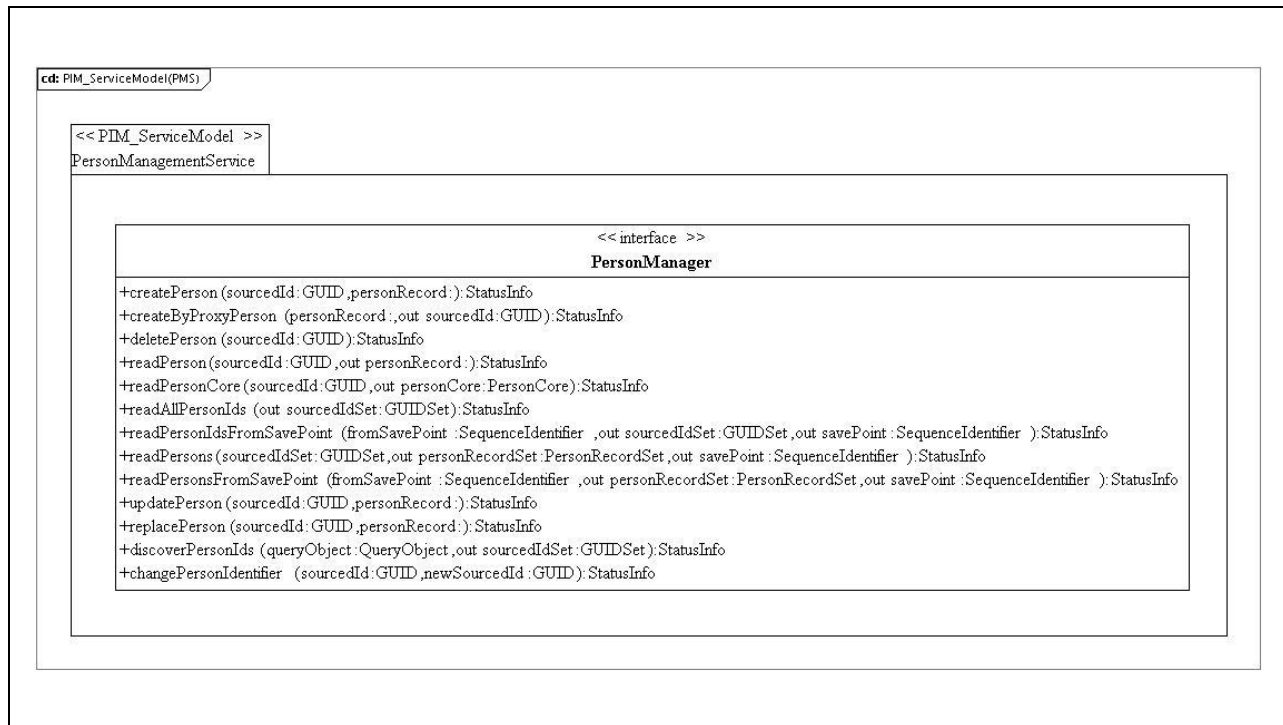 cd: PIM_ServiceModel(PMS)
<< PIM_ServiceModel >>
PersonManagementService
<< interface >>
PersonManager
+createPerson (sourcedId:GUID,personRecord:):StatusInfo
+createByProxyPerson (personRecord:,out sourcedId:GUID):StatusInfo
+deletePerson (sourcedId:GUID):StatusInfo
+readPerson (sourcedId:GUID,out personRecord:):StatusInfo
+readPersonCore (sourcedId:GUID,out personCore:PersonCore):StatusInfo
+readAllPersonIds (out sourcedIdSet:GUIDSet):StatusInfo
+readPersonIdsFromSavePoint (fromSavePoint :SequenceIdentifier ,out sourcedIdSet:GUIDSet,out savePoint:SequenceIdentifier ):StatusInfo
+readPersons (sourcedIdSet:GUIDSet,out personRecordSet:PersonRecordSet,out savePoint:SequenceIdentifier ):StatusInfo
+readPersonsFromSavePoint (fromSavePoint :SequenceIdentifier ,out personRecordSet:PersonRecordSet,out savePoint:SequenceIdentifier ):StatusInfo
+updatePerson (sourcedId:GUID,personRecord:):StatusInfo
+replacePerson (sourcedId:GUID,personRecord:):StatusInfo
+discoverPersonIds (queryObject:QueryObject,out sourcedIdSet:GUIDSet):StatusInfo
+changePersonIdentifier (sourcedId:GUID,newSourcedId:GUID):StatusInfo